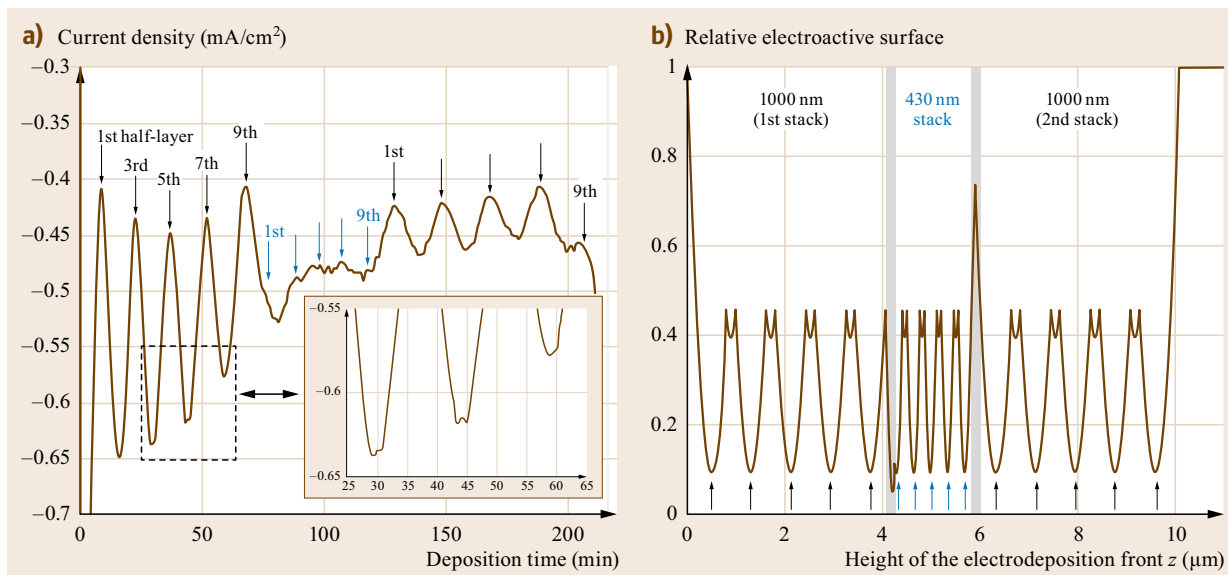 a) Current density (mA/cm²)
−0.3
−0.35
−0.4
−0.45
−0.5
−0.55
−0.6
−0.65
−0.7
0
50
100
150
200
Deposition time (min)
1st half-layer
3rd
5th
7th
9th
1st
9th
1st
9th
−0.55
−0.6
−0.65
25 30 35 40 45 50 55 60 65
b) Relative electroactive surface
1
0.8
0.6
0.4
0.2
0
0 2 4 6 8 10
Height of the electrodeposition front z (µm)
1000 nm
(1st stack)
430 nm
stack
1000 nm
(2nd stack)